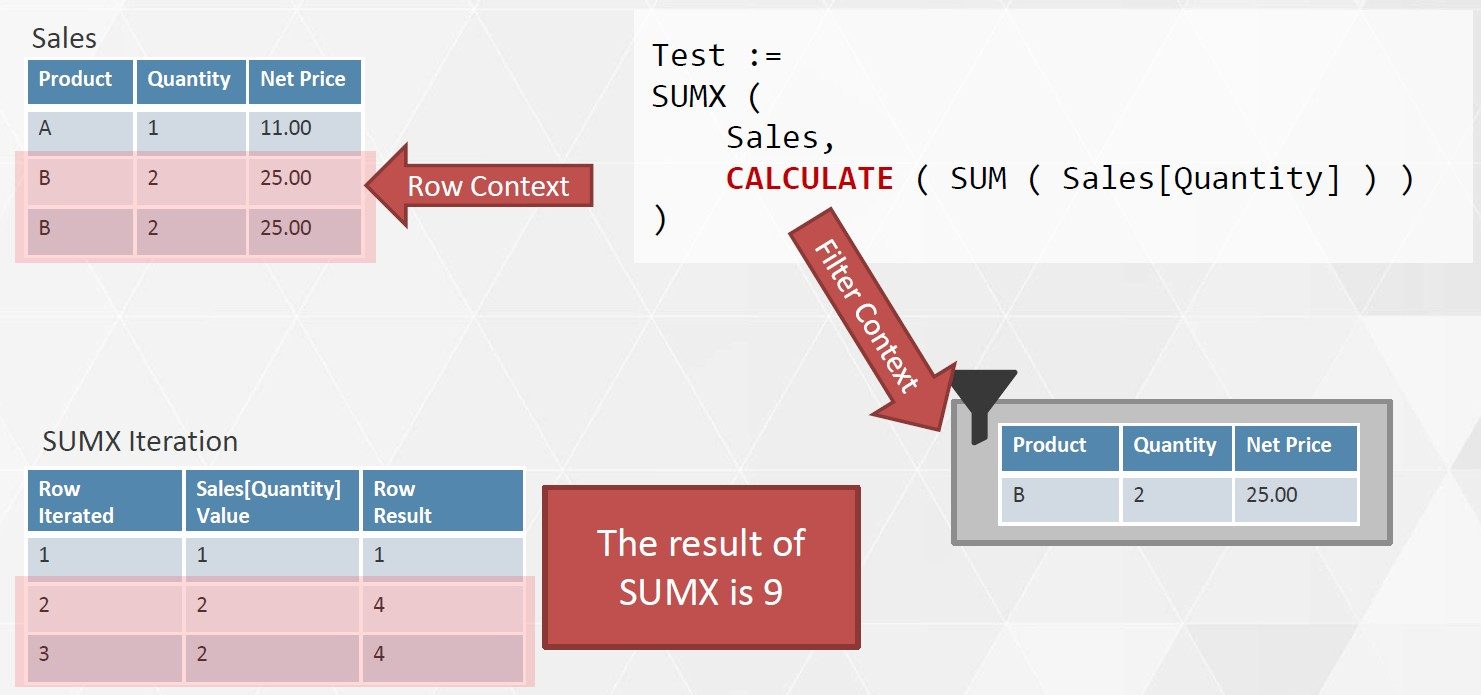 Sales
Product Quantity Net Price
A 1 11.00
B 2 25.00
B 2 25.00
Row Context
Test :=
SUMX (
Sales,
CALCULATE ( SUM ( Sales[Quantity] ) )
)
Filter Context
Product Quantity Net Price
B 2 25.00
SUMX Iteration
Row Iterated Sales[Quantity] Value Row Result
1 1 1
2 2 4
3 2 4
The result of
SUMX is 9